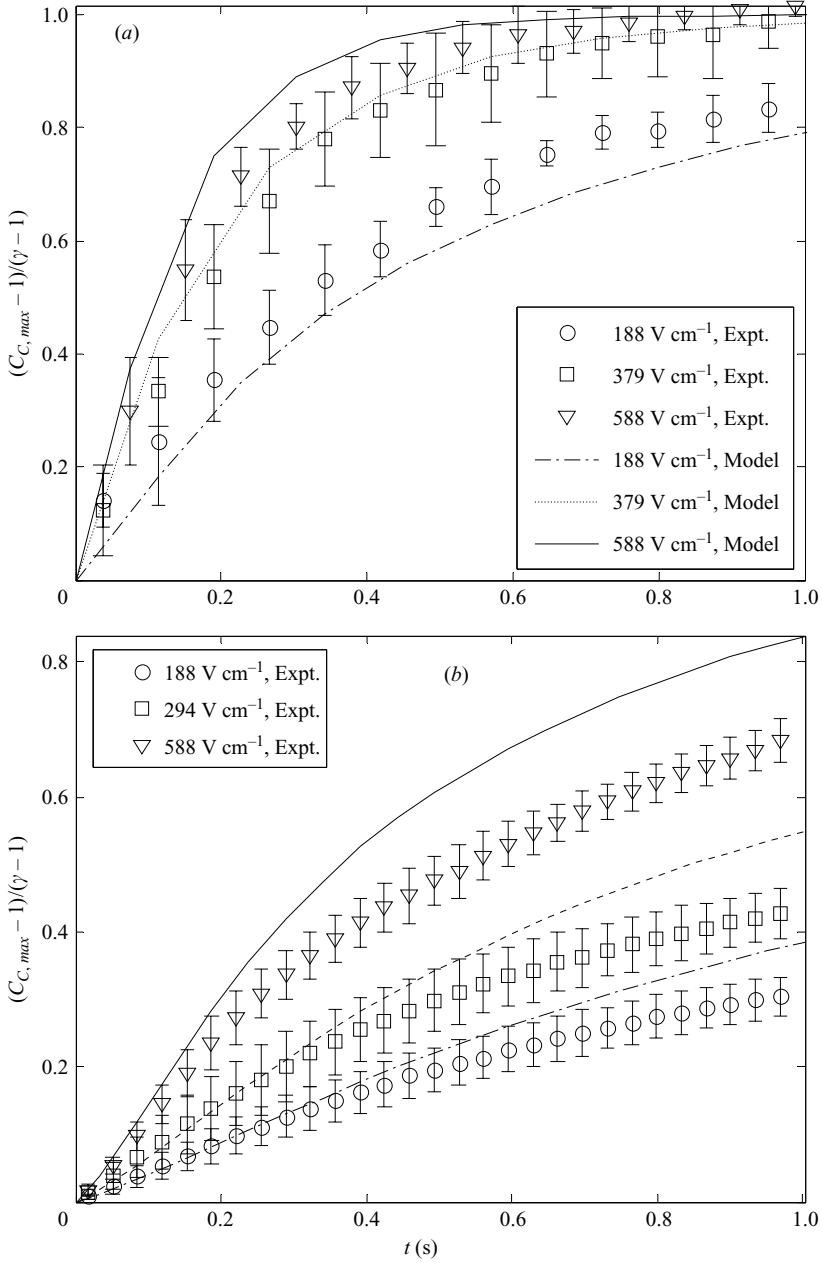 1.0
(a)
0.8
0.6
(C_C, max – 1)/(γ – 1)
0.4
0.2
188 V cm⁻¹, Expt.
379 V cm⁻¹, Expt.
588 V cm⁻¹, Expt.
188 V cm⁻¹, Model
379 V cm⁻¹, Model
588 V cm⁻¹, Model
0 0.2 0.4 0.6 0.8 1.0
0.8
188 V cm⁻¹, Expt.
294 V cm⁻¹, Expt.
588 V cm⁻¹, Expt.
(b)
0.6
((C_C, max – 1)/(γ – 1)
0.4
0.2
0 0.2 0.4 0.6 0.8 1.0
t (s)